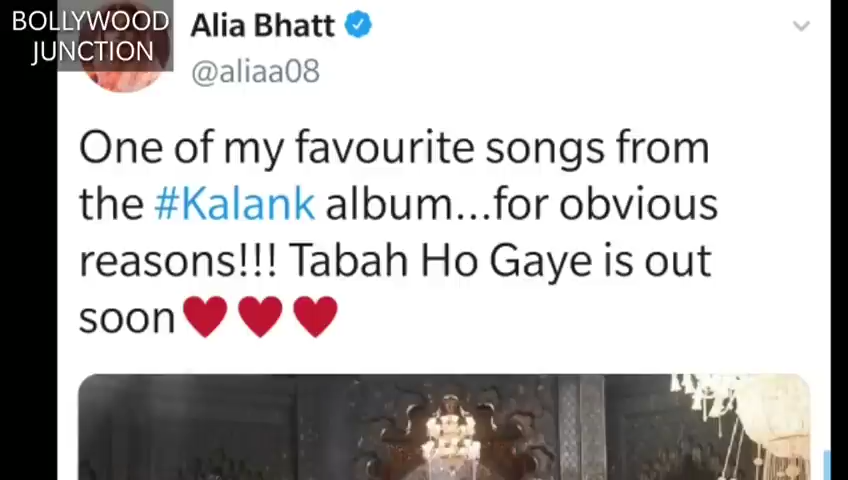 BOLLYWOOD
JUNCTION
Alia Bhatt
@aliaa08
One of my favourite songs from
the #Kalank album...for obvious
reasons!!! Tabah Ho Gaye is out
soon♥♥♥